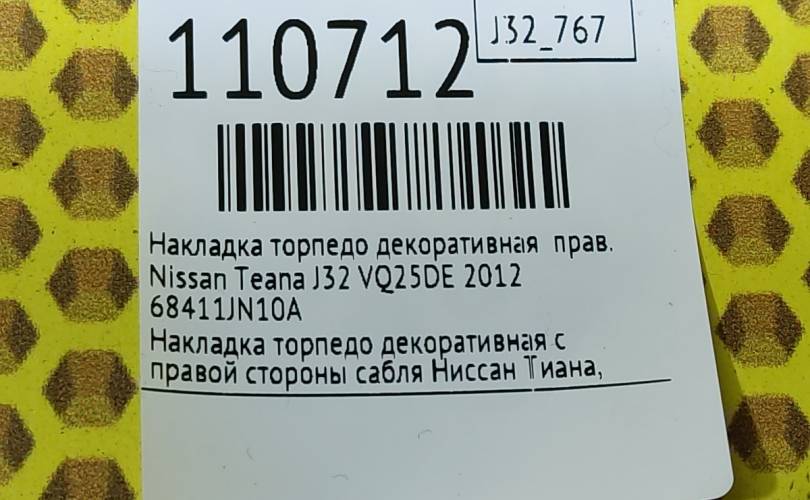 110712
J32_767
Накладка торпедо декоративная прав.
Nissan Teana J32 VQ25DE 2012
68411JN10A
Накладка торпедо декоративная с
правой стороны сабля Ниссан Тиана,